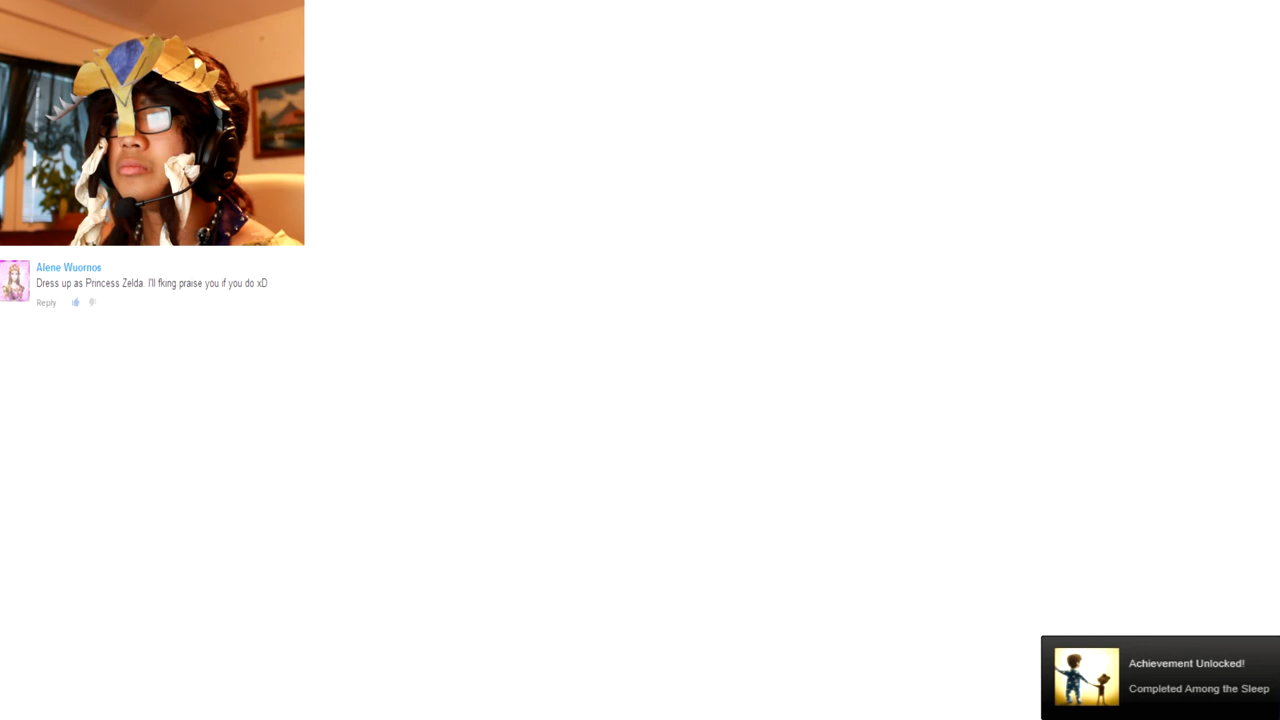 Alene Wuornos
Dress up as Princess Zelda. I'll fking praise you if you do xD
Reply
Achievement Unlocked!
Completed Among the Sleep